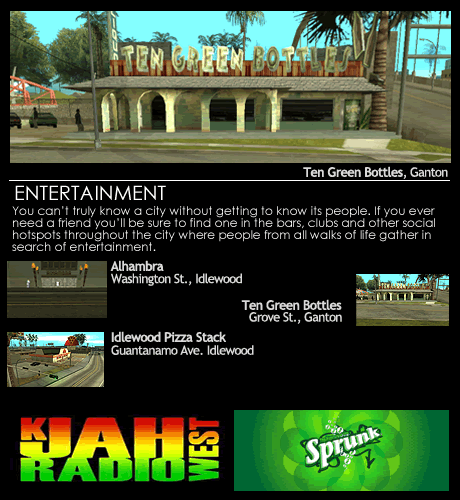 TEN GREEN BOTTLES
Ten Green Bottles, Ganton
ENTERTAINMENT
You can't truly know a city without getting to know its people. If you ever
need a friend you'll be sure to find one in the bars, clubs and other social
hotspots throughout the city where people from all walks of life gather in
search of entertainment.
Alhambra
Washington St., Idlewood
Ten Green Bottles
Grove St., Ganton
Idlewood Pizza Stack
Guantanamo Ave. Idlewood
K JAH
RADIO
WEST
Sprunk